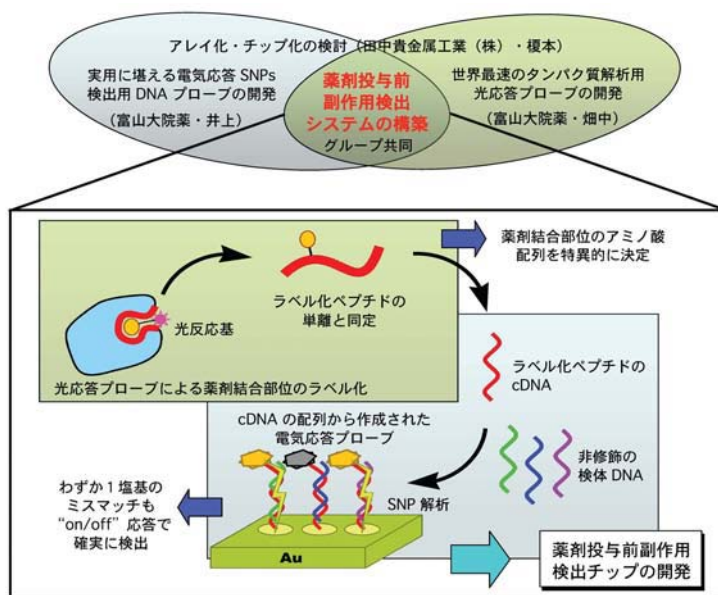 アレイ化・チップ化の検討(田中貴金属工業(株)・榎本)
実用に堪える電気応答 SNPs
検出用 DNA プローブの開発
(富山大院薬・井上)
薬剤投与前
副作用検出
システムの構築
グループ共同
世界最速のタンパク質解析用
光応答プローブの開発
(富山大院薬・畑中)
薬剤結合部位のアミノ酸
配列を特異的に決定
ラベル化ペプチドの
単離と同定
光反応基
光応答プローブによる薬剤結合部位のラベル化
ラベル化ペプチドの
cDNA
cDNA の配列から作成された
電気応答プローブ
非修飾の
検体 DNA
わずか 1 塩基の
ミスマッチも
“on/off” 応答で
確実に検出
SNP 解析
Au
薬剤投与前副作用
検出チップの開発